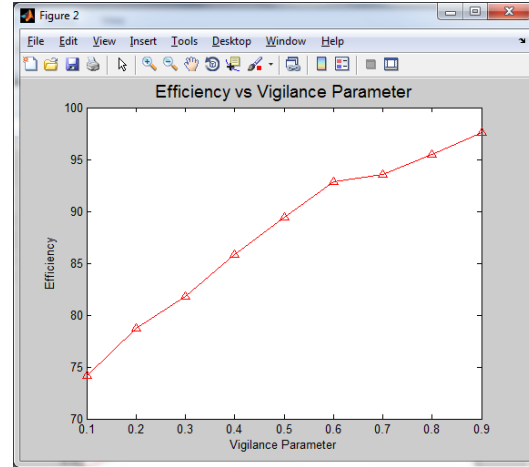 Figure 2
File Edit View Insert Tools Desktop Window Help
Efficiency vs Vigilance Parameter
100
95
90
85
80
75
70
Efficiency
0.1 0.2 0.3 0.4 0.5 0.6 0.7 0.8 0.9
Vigilance Parameter